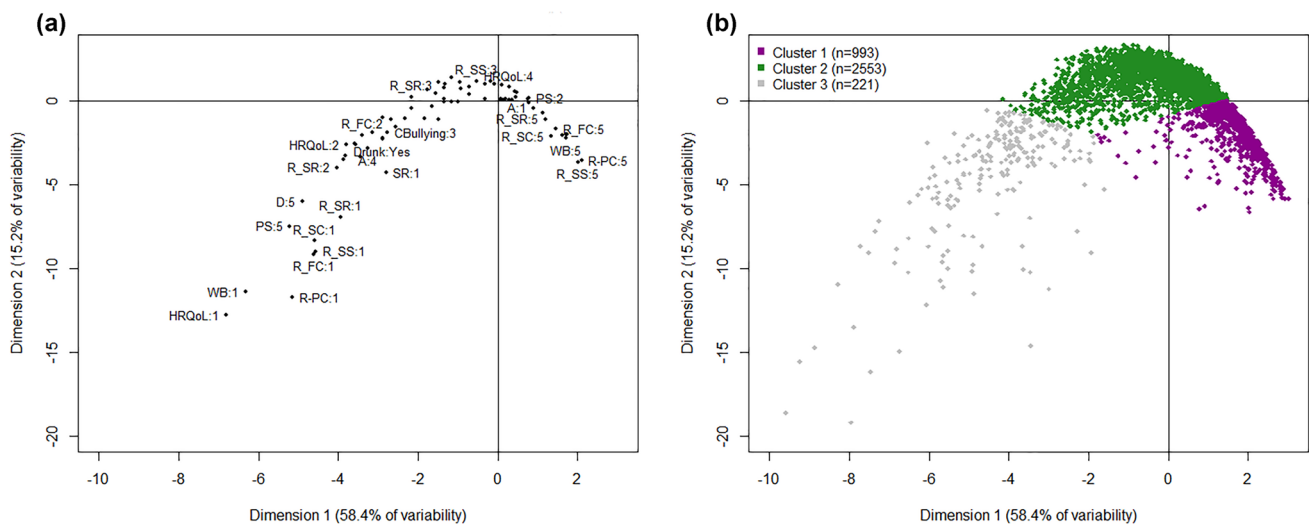 (a)
R_SS:3
HRQoL:4
R_SR:3
PS:2
A:1
R_SR:5
R_FC:2
CBullying:3
R_SC:5
R_FC:5
HRQoL:2
Drunk:Yes
WB:5
A:4
R-PC:5
R_SR:2
SR:1
R_SS:5
D:5
R_SR:1
PS:5
R_SC:1
R_SS:1
R_FC:1
WB:1
R-PC:1
HRQoL:1
0
-5
-10
-15
-20
Dimension 2 (15.2% of variability)
-10
-8
-6
-4
-2
0
2
Dimension 1 (58.4% of variability)
(b)
Cluster 1 (n=993)
Cluster 2 (n=2553)
Cluster 3 (n=221)
0
-5
-10
-15
-20
Dimension 2 (15.2% of variability)
-10
-8
-6
-4
-2
0
2
Dimension 1 (58.4% of variability)